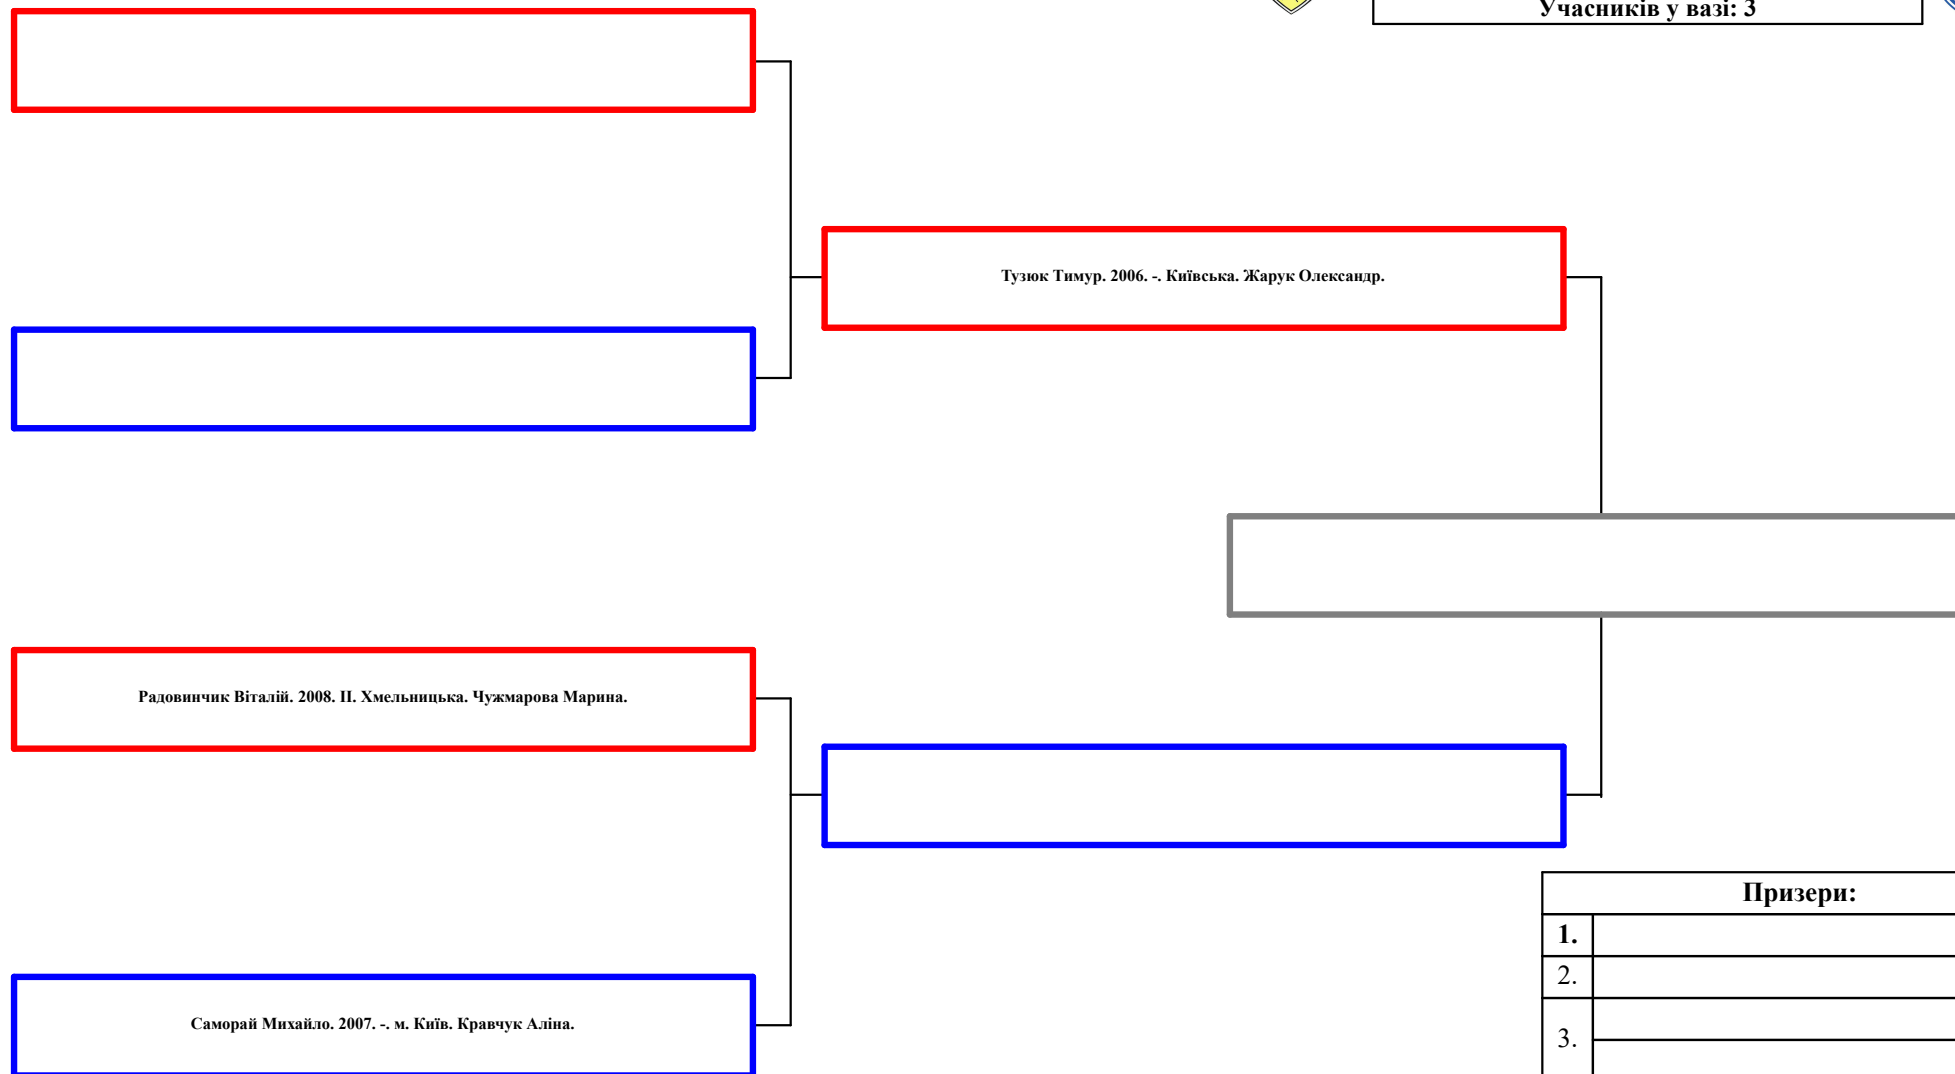 Учасників у вазі: 3
Тузюк Тимур. 2006. -. Київська. Жарук Олександр.
Радовинчик Віталій. 2008. II. Хмельницька. Чужмарова Марина.
Саморай Михайло. 2007. -. м. Київ. Кравчук Аліна.
Призери:
1.
2.
3.